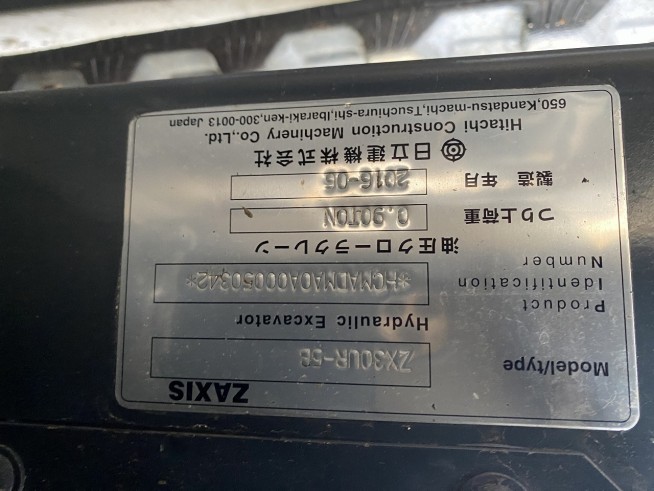 ZAXIS
Model/type ZX30UR-5B
Hydraulic Excavator
Product
Identification *HCMADMA0A00050342*
Number
油圧クローラクレーン
つり上荷重 0.90TON
製造 年月 2016-05
日立建機株式会社
Hitachi Construction Machinery Co.,Ltd.
650,Kandatsu-machi,Tsuchiura-shi,Ibaraki-ken,300-0013 Japan